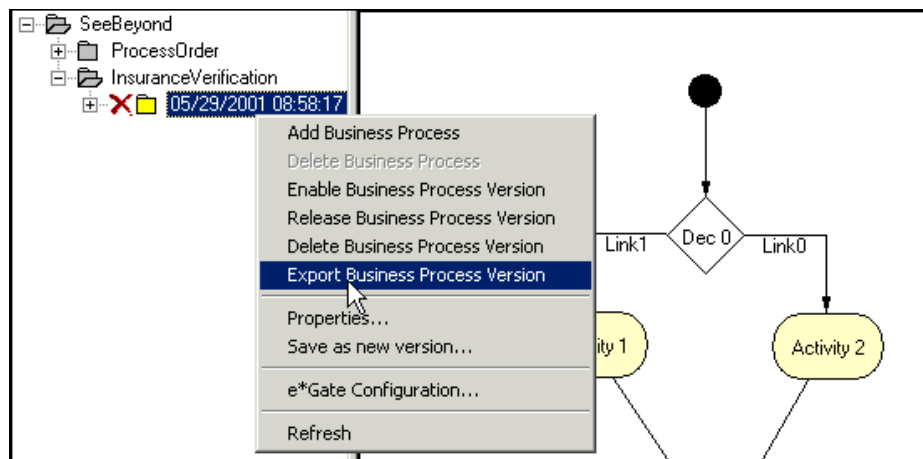 SeeBeyond
ProcessOrder
InsuranceVerification
05/29/2001 08:58:17
Add Business Process
Delete Business Process
Enable Business Process Version
Release Business Process Version
Delete Business Process Version
Export Business Process Version
Properties...
Save as new version...
e*Gate Configuration...
Refresh
Link1
Dec 0
Link0
ity 1
Activity 2